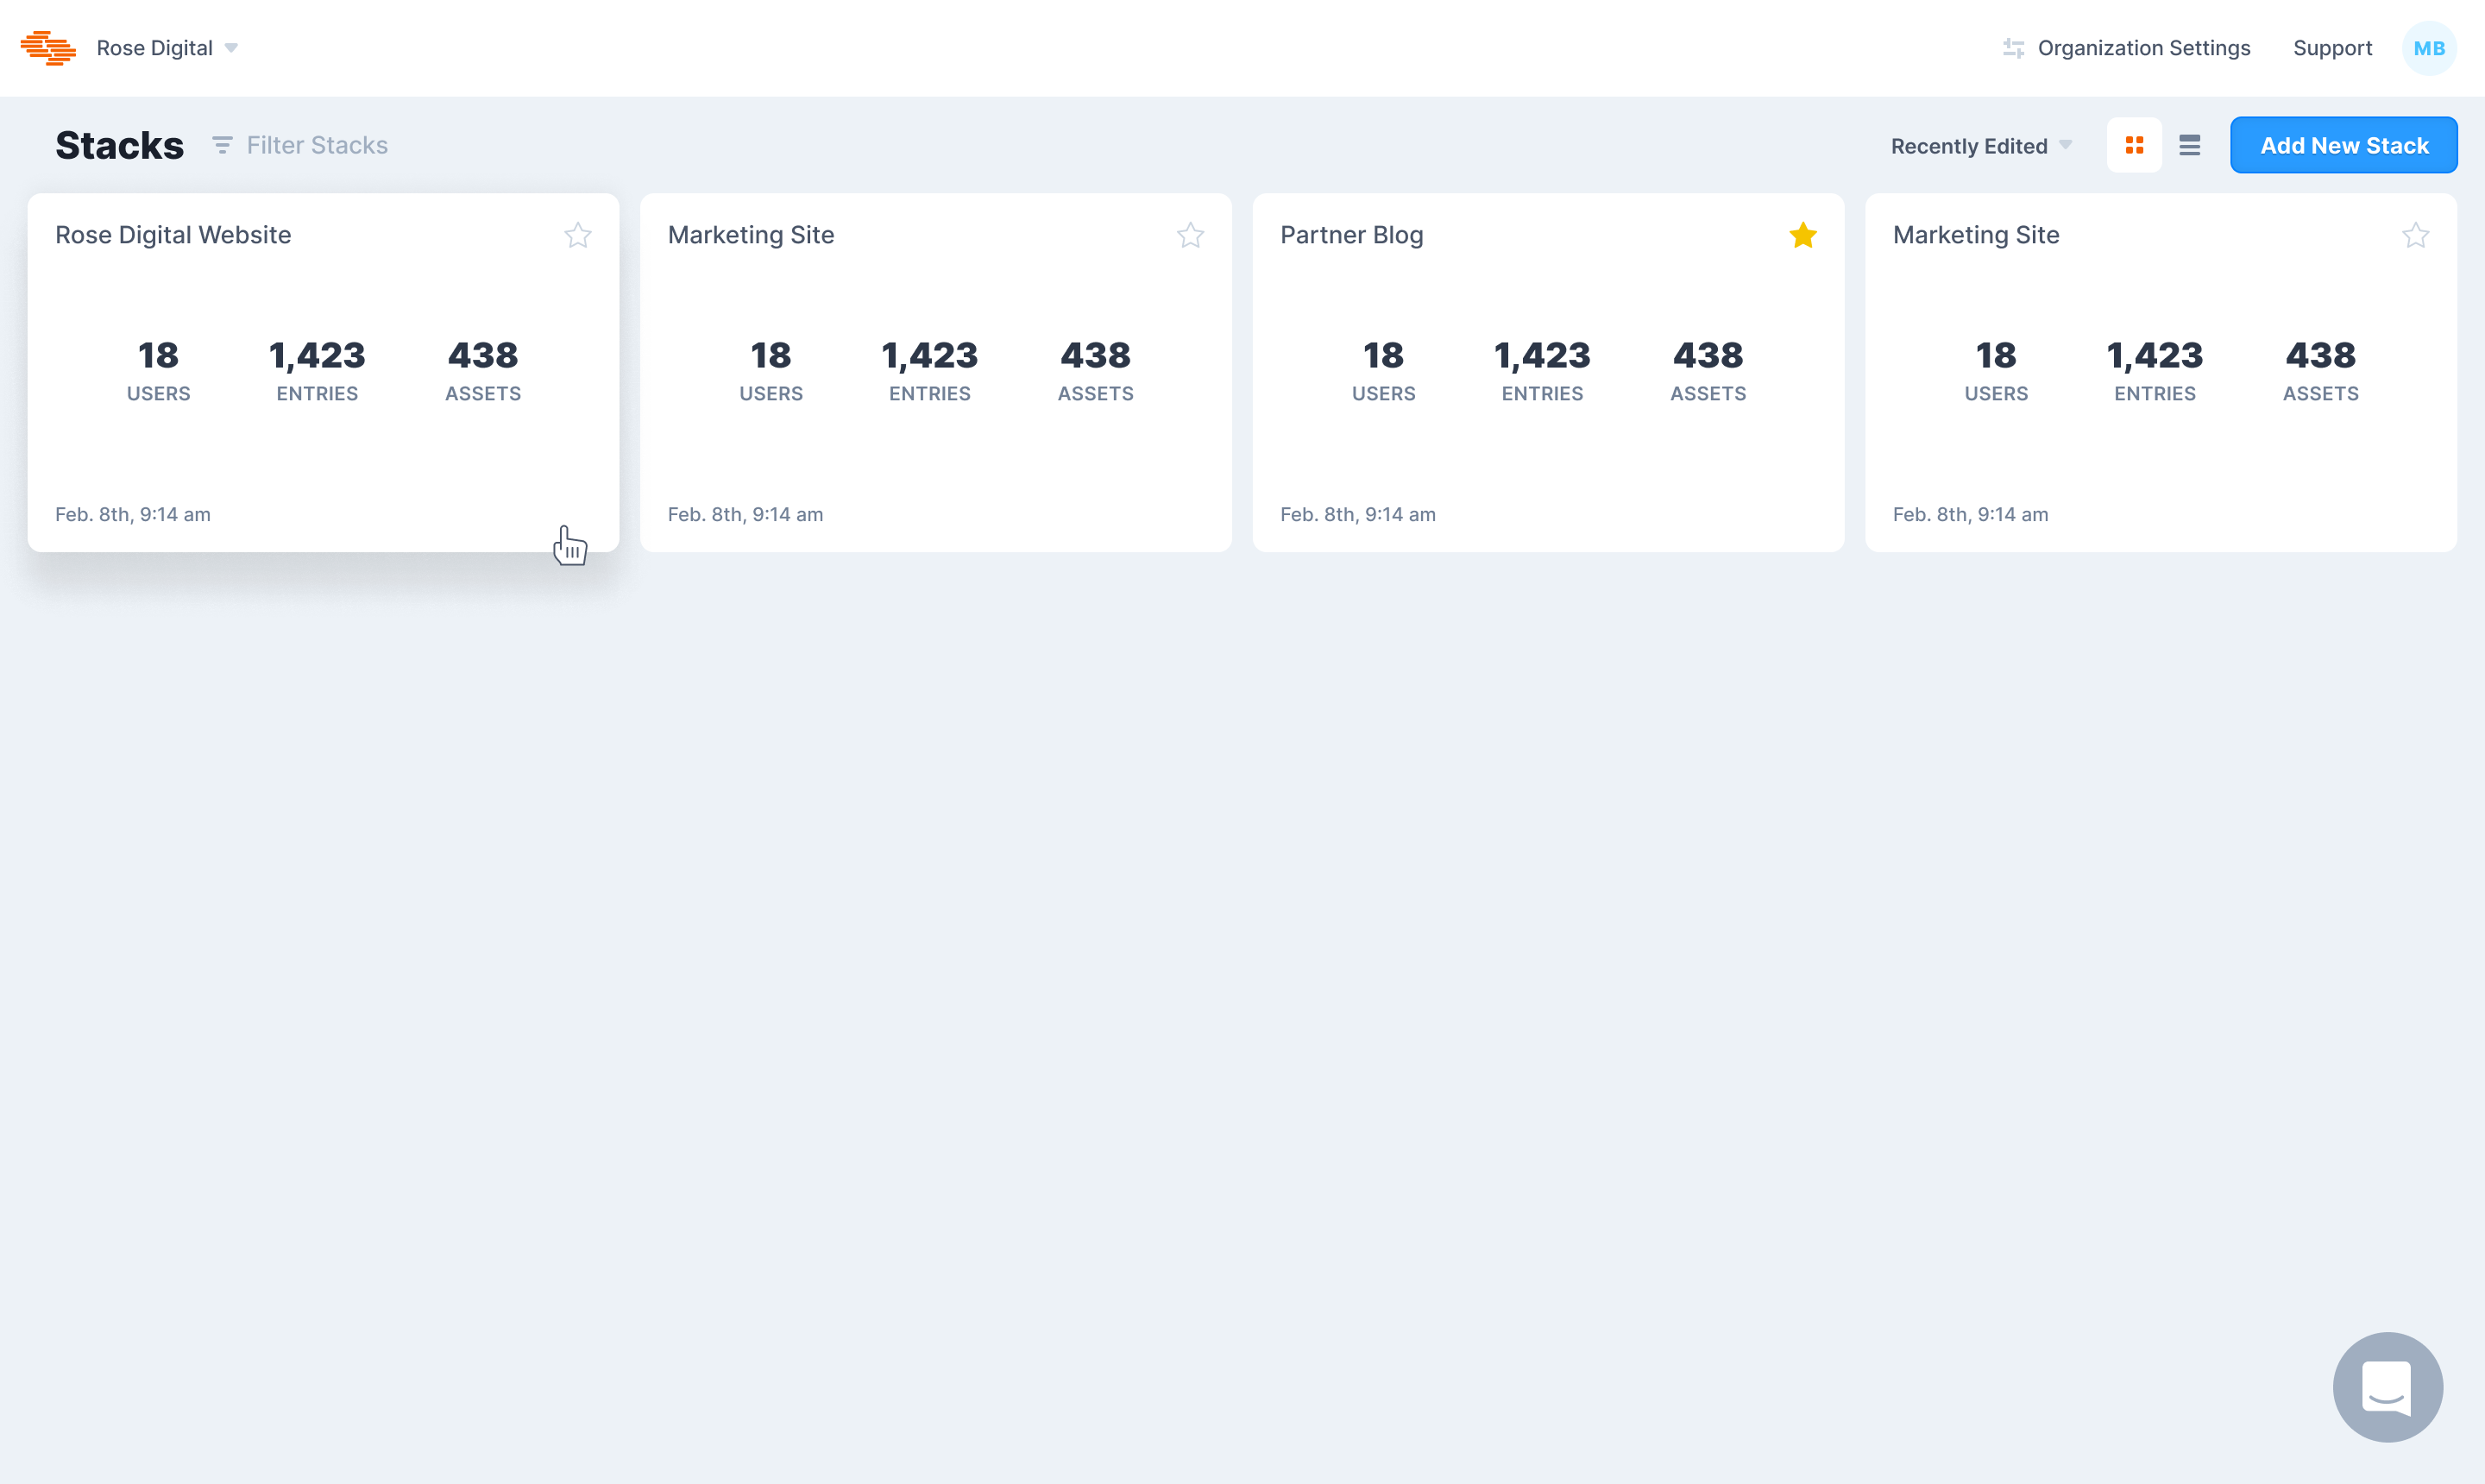 Rose Digital
Organization Settings
Support
MB
Stacks
Filter Stacks
Recently Edited
Add New Stack
Rose Digital Website
18
USERS
1,423
ENTRIES
438
ASSETS
Feb. 8th, 9:14 am
Marketing Site
18
USERS
1,423
ENTRIES
438
ASSETS
Feb. 8th, 9:14 am
Partner Blog
18
USERS
1,423
ENTRIES
438
ASSETS
Feb. 8th, 9:14 am
Marketing Site
18
USERS
1,423
ENTRIES
438
ASSETS
Feb. 8th, 9:14 am